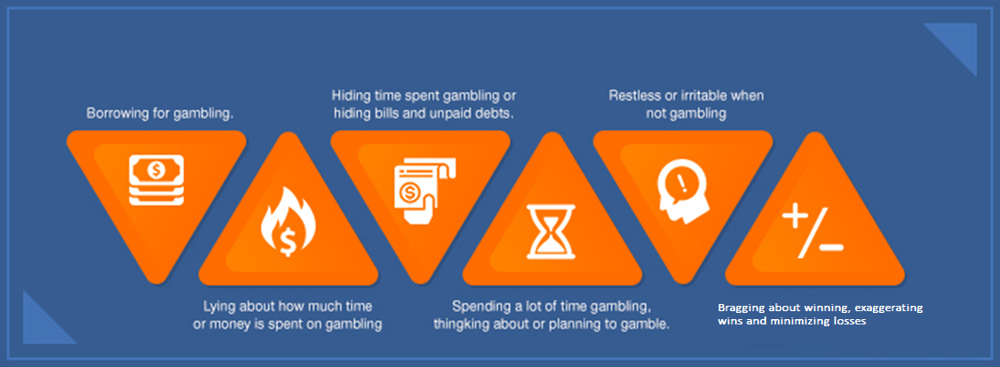 Borrowing for gambling.
Hiding time spent gambling or
hiding bills and unpaid debts.
Restless or irritable when
not gambling
$
$
$
!
+/−
Lying about how much time
or money is spent on gambling
Spending a lot of time gambling,
thingking about or planning to gamble.
Bragging about winning, exaggerating
wins and minimizing losses